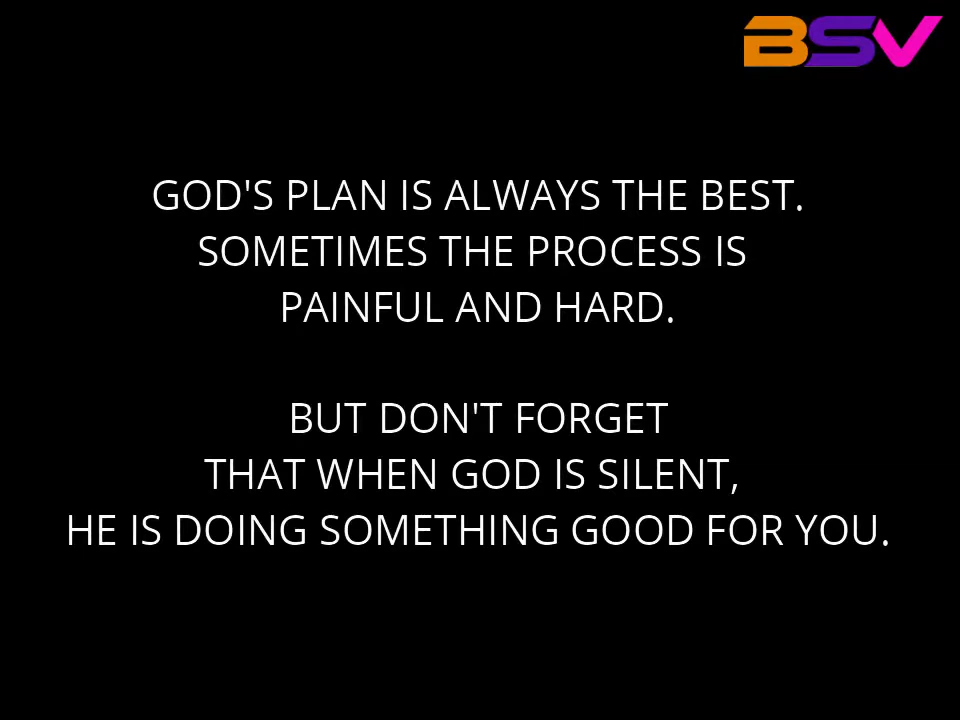 BSV
GOD'S PLAN IS ALWAYS THE BEST.
SOMETIMES THE PROCESS IS
PAINFUL AND HARD.
BUT DON'T FORGET
THAT WHEN GOD IS SILENT,
HE IS DOING SOMETHING GOOD FOR YOU.